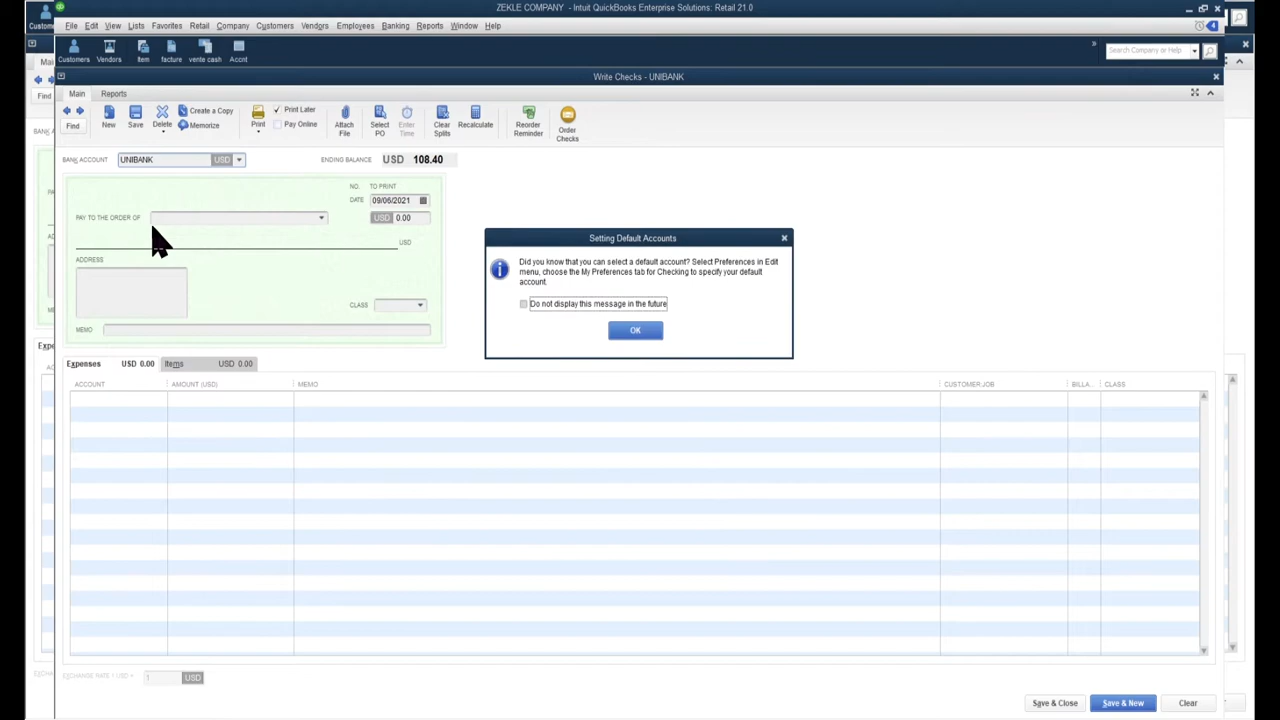 ZEKLE COMPANY - Intuit QuickBooks Enterprise Solutions: Retail 21.0
File Edit View Lists Favorites Retail Company Customers Vendors Employees Banking Reports Window Help
4
Customers Vendors Item facture vente cash Accnt
» Search Company or Help
Write Checks - UNIBANK
Main Reports
Find New Save Delete Create a Copy Memorize Print Print Later Pay Online Attach File Select PO Enter Time Clear Splits Recalculate Reorder Reminder Order Checks
Find
BANK ACCOUNT UNIBANK USD ENDING BALANCE USD 108.40
NO. TO PRINT
DATE 09/06/2021
PAY TO THE ORDER OF USD 0.00
USD
ADDRESS
CLASS
MEMO
Setting Default Accounts
Did you know that you can select a default account? Select Preferences in Edit
menu, choose the My Preferences tab for Checking to specify your default
account.
Do not display this message in the future
OK
Expenses USD 0.00 Items USD 0.00
ACCOUNT AMOUNT (USD) MEMO CUSTOMER:JOB BILLA... CLASS
1 USD
Save & Close Save & New Clear